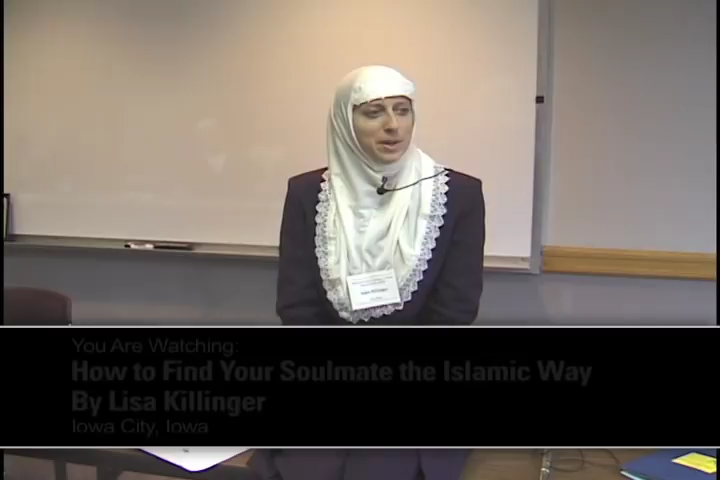 You Are Watching:
How to Find Your Soulmate the Islamic Way
By Lisa Killinger
Iowa City, Iowa